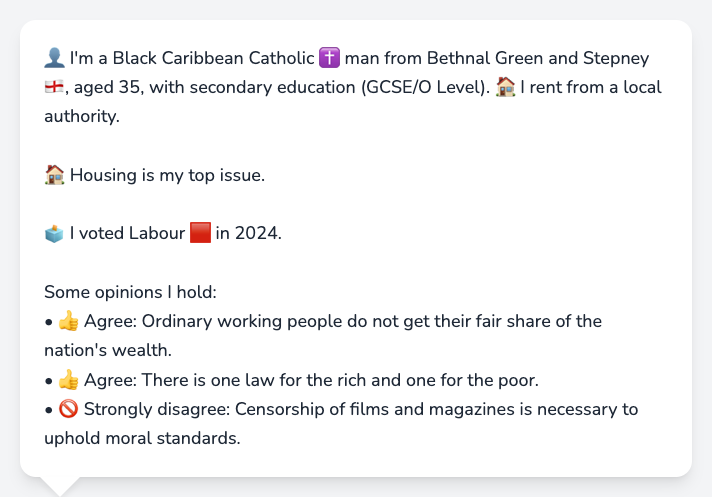 👤 I'm a Black Caribbean Catholic ✝️ man from Bethnal Green and Stepney
🏴󠁧󠁢󠁥󠁮󠁧󠁿, aged 35, with secondary education (GCSE/O Level). 🏠 I rent from a local
authority.
🏠 Housing is my top issue.
🗳️ I voted Labour 🟥 in 2024.
Some opinions I hold:
• 👍 Agree: Ordinary working people do not get their fair share of the
nation's wealth.
• 👍 Agree: There is one law for the rich and one for the poor.
• 🚫 Strongly disagree: Censorship of films and magazines is necessary to
uphold moral standards.